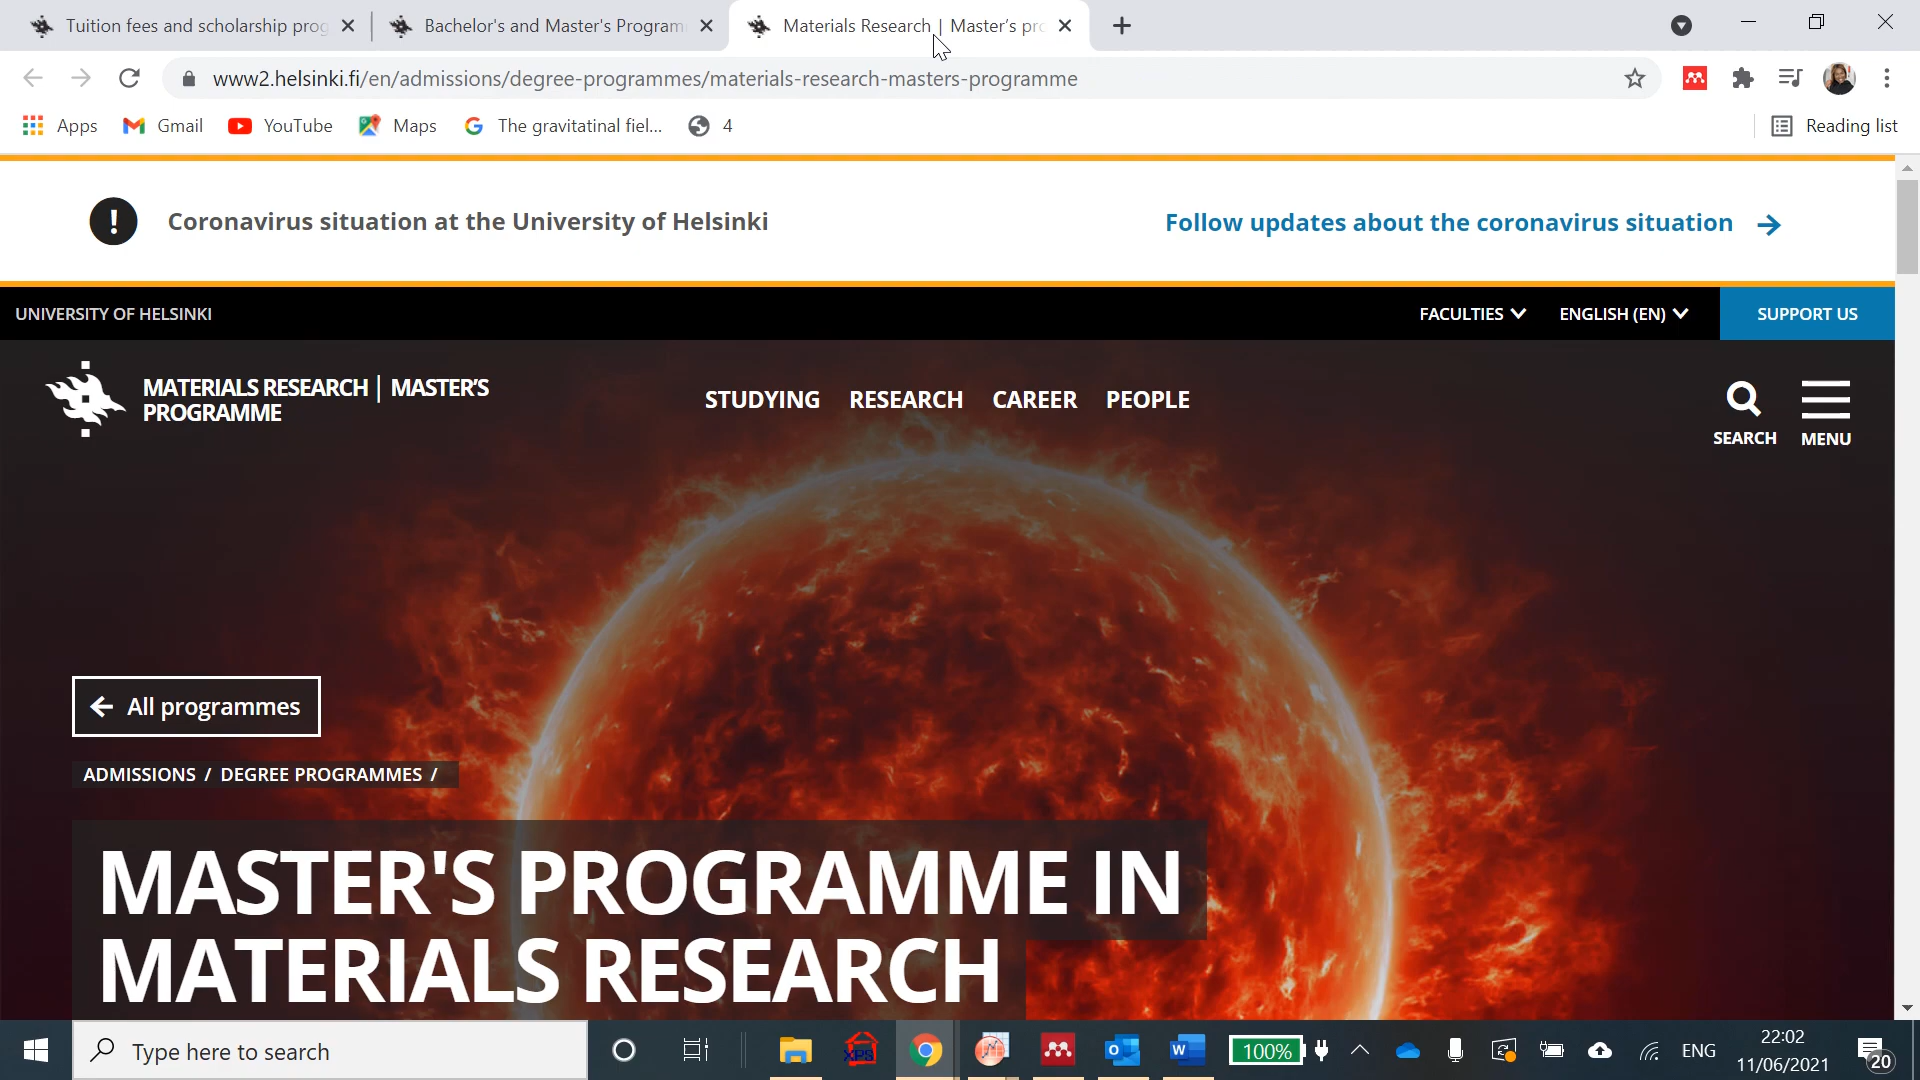 Tuition fees and scholarship prog
Bachelor's and Master's Program
Materials Research | Master's pro
www2.helsinki.fi/en/admissions/degree-programmes/materials-research-masters-programme
Apps
Gmail
YouTube
Maps
The gravitatinal fiel...
4
Reading list
Coronavirus situation at the University of Helsinki
Follow updates about the coronavirus situation
UNIVERSITY OF HELSINKI
FACULTIES
ENGLISH (EN)
SUPPORT US
MATERIALS RESEARCH | MASTER'S
PROGRAMME
STUDYING
RESEARCH
CAREER
PEOPLE
SEARCH
MENU
All programmes
ADMISSIONS / DEGREE PROGRAMMES /
MASTER'S PROGRAMME IN
MATERIALS RESEARCH
Type here to search
XPS
100%
ENG
22:02
11/06/2021
20